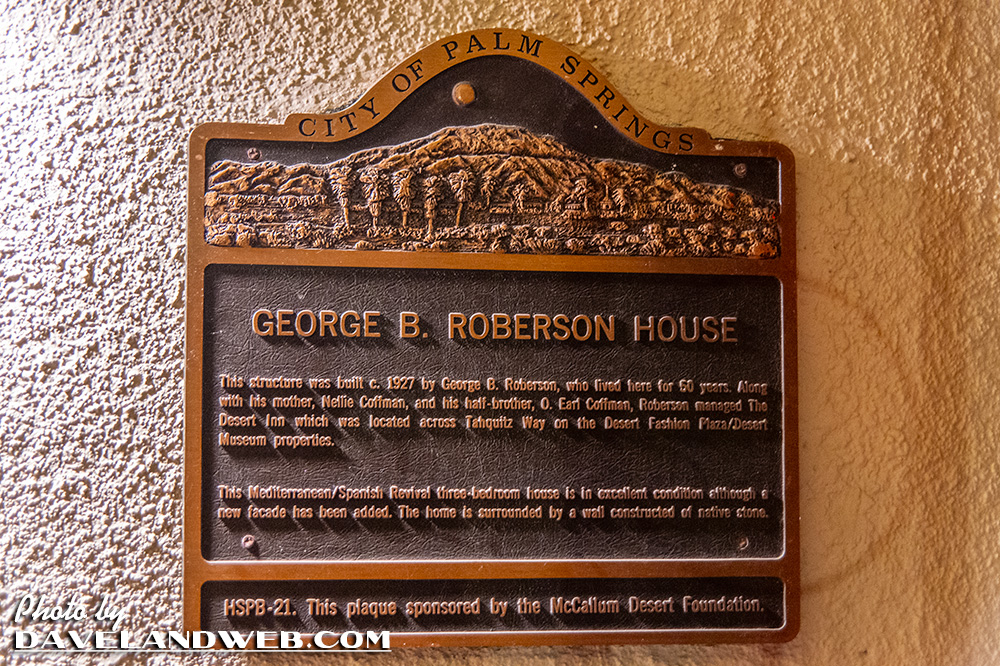 CITY OF PALM SPRINGS
GEORGE B. ROBERSON HOUSE
This structure was built c. 1927 by George B. Roberson, who lived here for 60 years. Along
with his mother, Nellie Coffman, and his half-brother, O. Earl Coffman, Roberson managed The
Desert Inn which was located across Tahquitz Way on the Desert Fashion Plaza/Desert
Museum properties.
This Mediterranean/Spanish Revival three-bedroom house is in excellent condition although a
new facade has been added. The home is surrounded by a wall constructed of native stone.
HSPB-21. This plaque sponsored by the McCallum Desert Foundation.
Photo by
DAVELANDWEB.COM